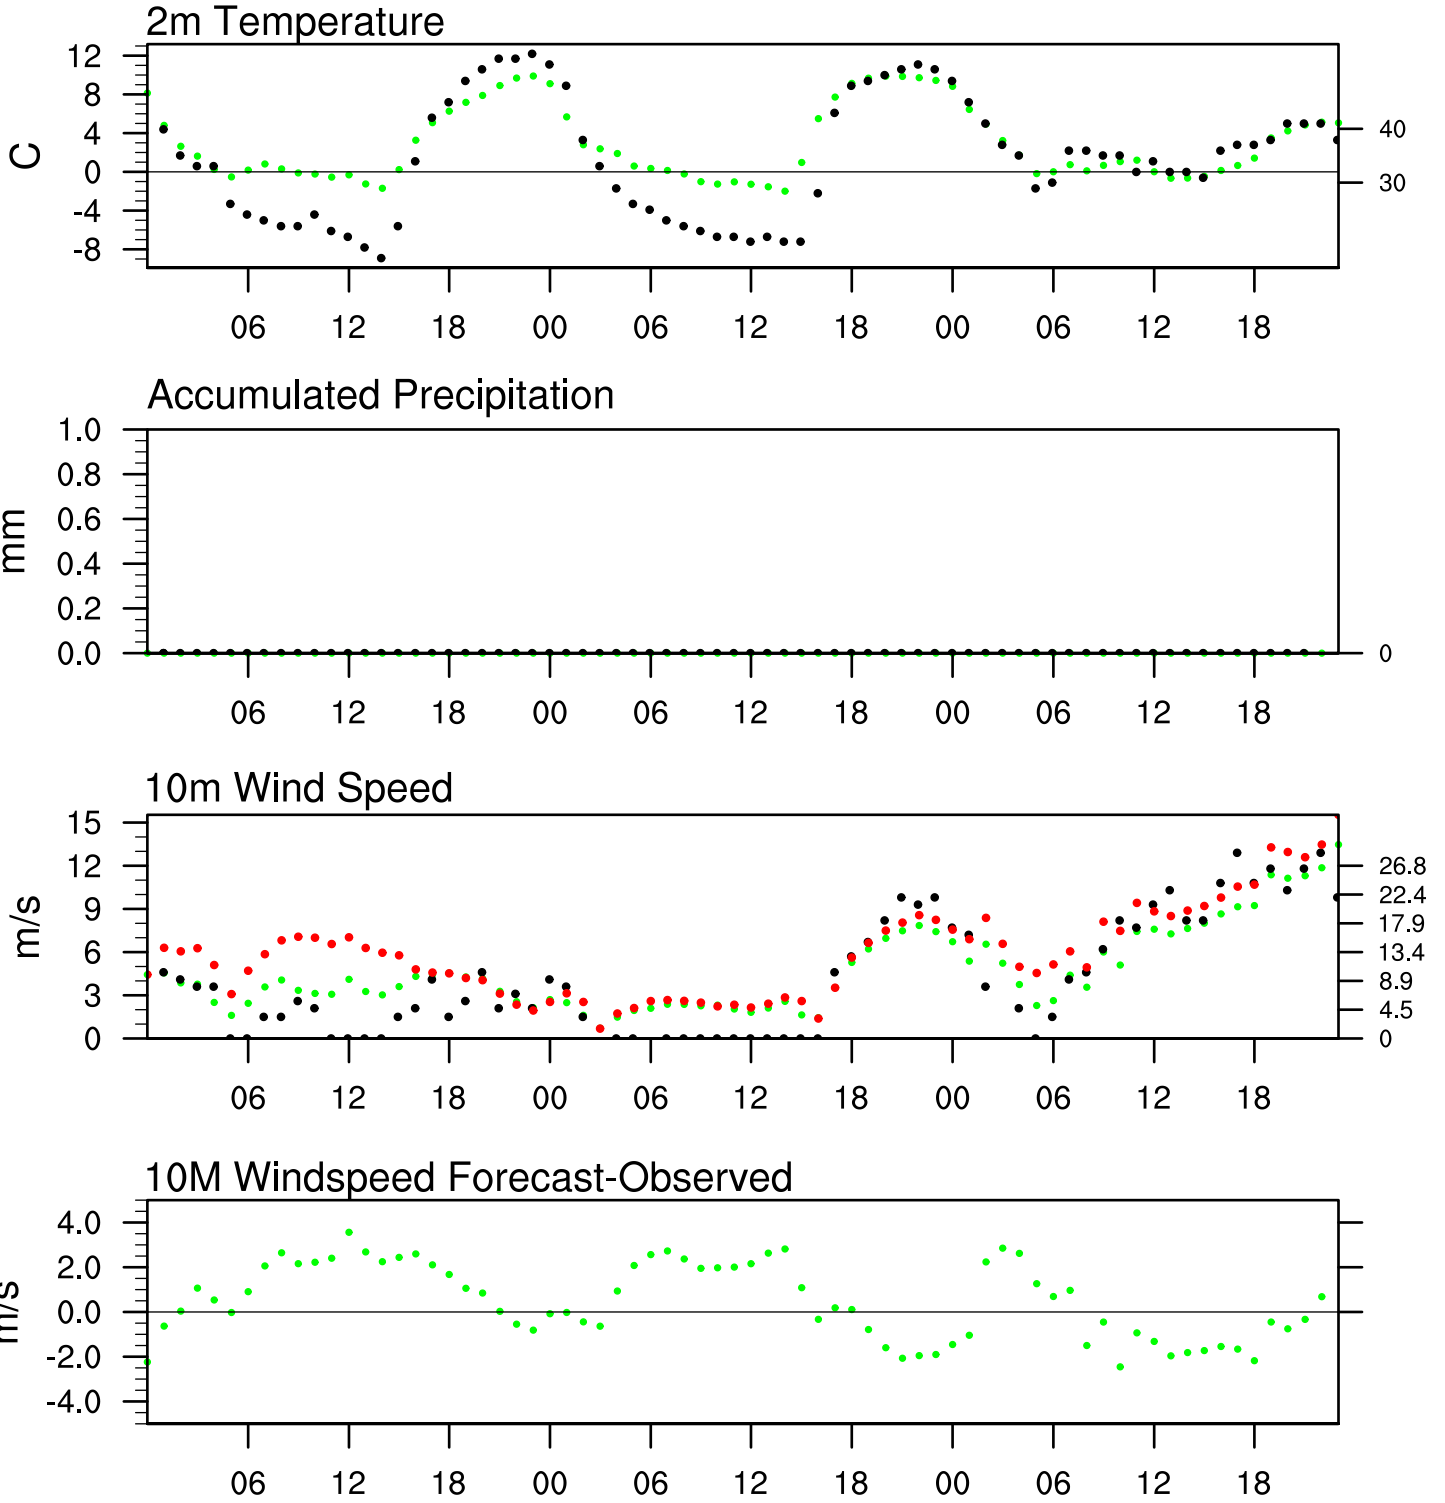 2m Temperature
12
8
4
0
-4
-8
C
40
30
06 12 18 00 06 12 18 00 06 12 18
Accumulated Precipitation
1.0
0.8
0.6
0.4
0.2
0.0
mm
0
06 12 18 00 06 12 18 00 06 12 18
10m Wind Speed
15
12
9
6
3
0
m/s
26.8
22.4
17.9
13.4
8.9
4.5
0
06 12 18 00 06 12 18 00 06 12 18
10M Windspeed Forecast-Observed
4.0
2.0
0.0
-2.0
-4.0
m/s
06 12 18 00 06 12 18 00 06 12 18